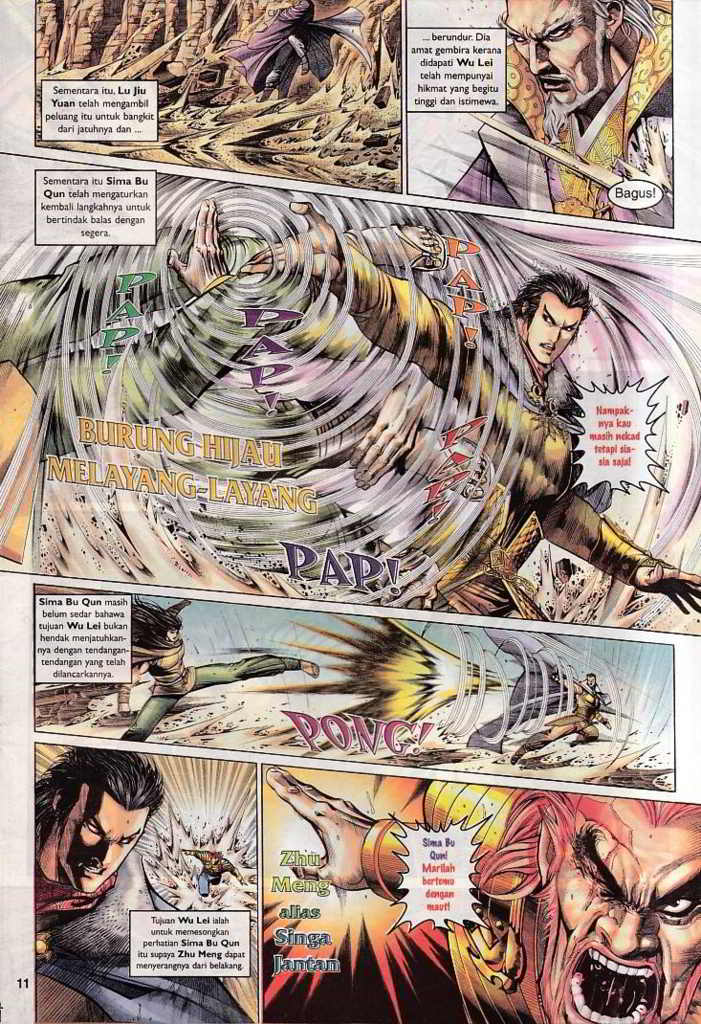 Sementara itu, Lu Jiu
Yuan telah mengambil
peluang itu untuk bangkit
dari jatuhnya dan ...
... berundur. Dia
amat gembira kerana
didapati Wu Lei
telah mempunyai
hikmat yang begitu
tinggi dan istimewa.
Bagus!
Sementara itu Sima Bu
Qun telah mengaturkan
kembali langkahnya untuk
bertindak balas dengan
segera.
PAP!
PAP!
PAP!
PAP!
Nampak-
nya kau
masih nekad
tetapi sia-
sia saja!
BURUNG HIJAU
MELAYANG-LAYANG
PAP!
Sima Bu Qun masih
belum sedar bahawa
tujuan Wu Lei bukan
hendak menjatuhkan-
nya dengan tendangan-
tendangan yang telah
dilancarkannya.
PONG!
Tujuan Wu Lei ialah
untuk memesongkan
perhatian Sima Bu Qun
itu supaya Zhu Meng dapat
menyerangnya dari belakang.
Sima Bu
Qun!
Marilah
bertemu
dengan
maut!
Zhu
Meng
alias
Singa
Jantan
11